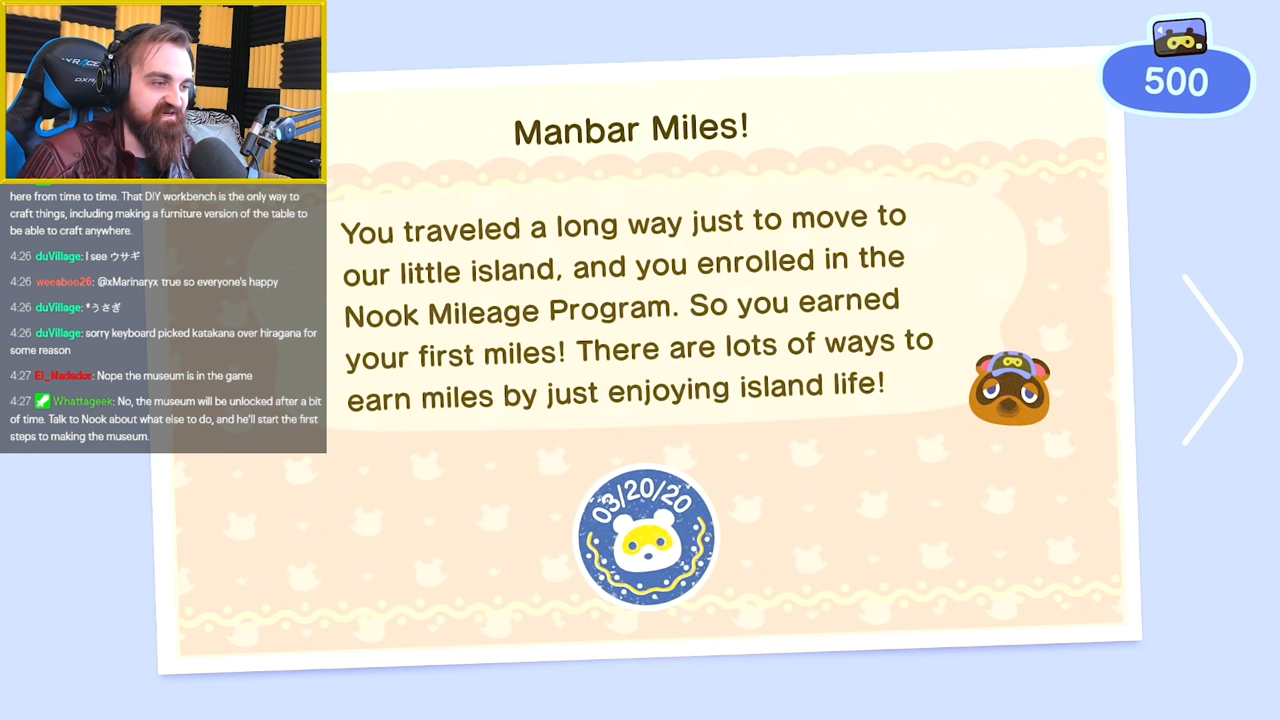 500
Manbar Miles!
You traveled a long way just to move to
our little island, and you enrolled in the
Nook Mileage Program. So you earned
your first miles! There are lots of ways to
earn miles by just enjoying island life!
03/20/20
here from time to time. That DIY workbench is the only way to
craft things, including making a furniture version of the table to
be able to craft anywhere.
4:26 duVillage: I see ウサギ
4:26 weeaboo26: @xMarinaryx true so everyone's happy
4:26 duVillage: *うさぎ
4:26 duVillage: sorry keyboard picked katakana over hiragana for
some reason
4:27 El_Nadador: Nope the museum is in the game
4:27 Whattageek: No, the museum will be unlocked after a bit
of time. Talk to Nook about what else to do, and he'll start the first
steps to making the museum.